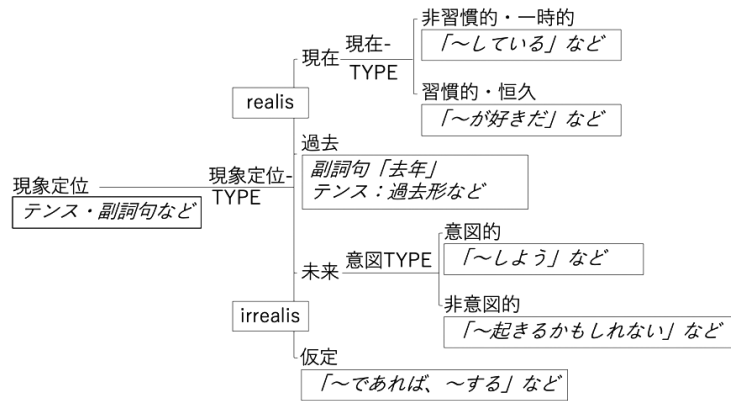 現象定位
テンス・副詞句など
現象定位-
TYPE
realis
irrealis
現在
現在-
TYPE
非習慣的・一時的
「～している」など
習慣的・恒久
「～が好きだ」など
過去
副詞句「去年」
テンス：過去形など
未来
意図TYPE
意図的
「～しよう」など
非意図的
「～起きるかもしれない」など
仮定
「～であれば、～する」など